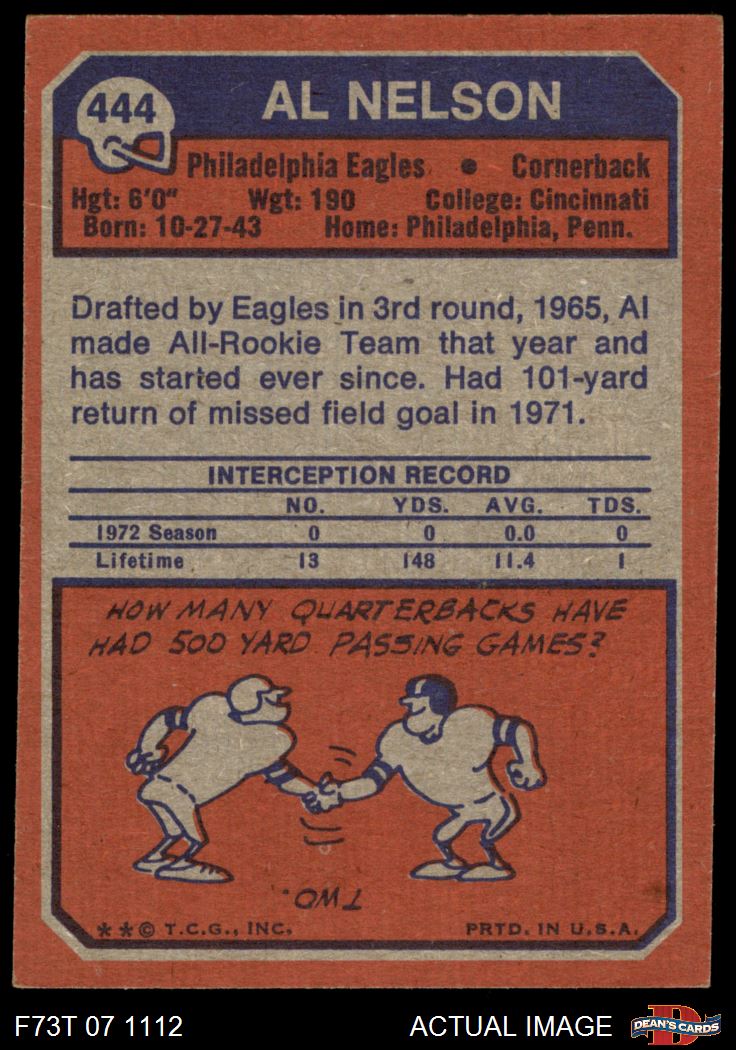 444
AL NELSON
Philadelphia Eagles • Cornerback
Hgt: 6'0" Wgt: 190 College: Cincinnati
Born: 10-27-43 Home: Philadelphia, Penn.
Drafted by Eagles in 3rd round, 1965, Al
made All-Rookie Team that year and
has started ever since. Had 101-yard
return of missed field goal in 1971.
INTERCEPTION RECORD
NO. YDS. AVG. TDS.
1972 Season 0 0 0.0 0
Lifetime 13 148 11.4 1
HOW MANY QUARTERBACKS HAVE
HAD 500 YARD PASSING GAMES?
TWO.
**© T.C.G., INC. PRTD. IN U.S.A.
F73T 07 1112 ACTUAL IMAGE DEAN'S CARDS